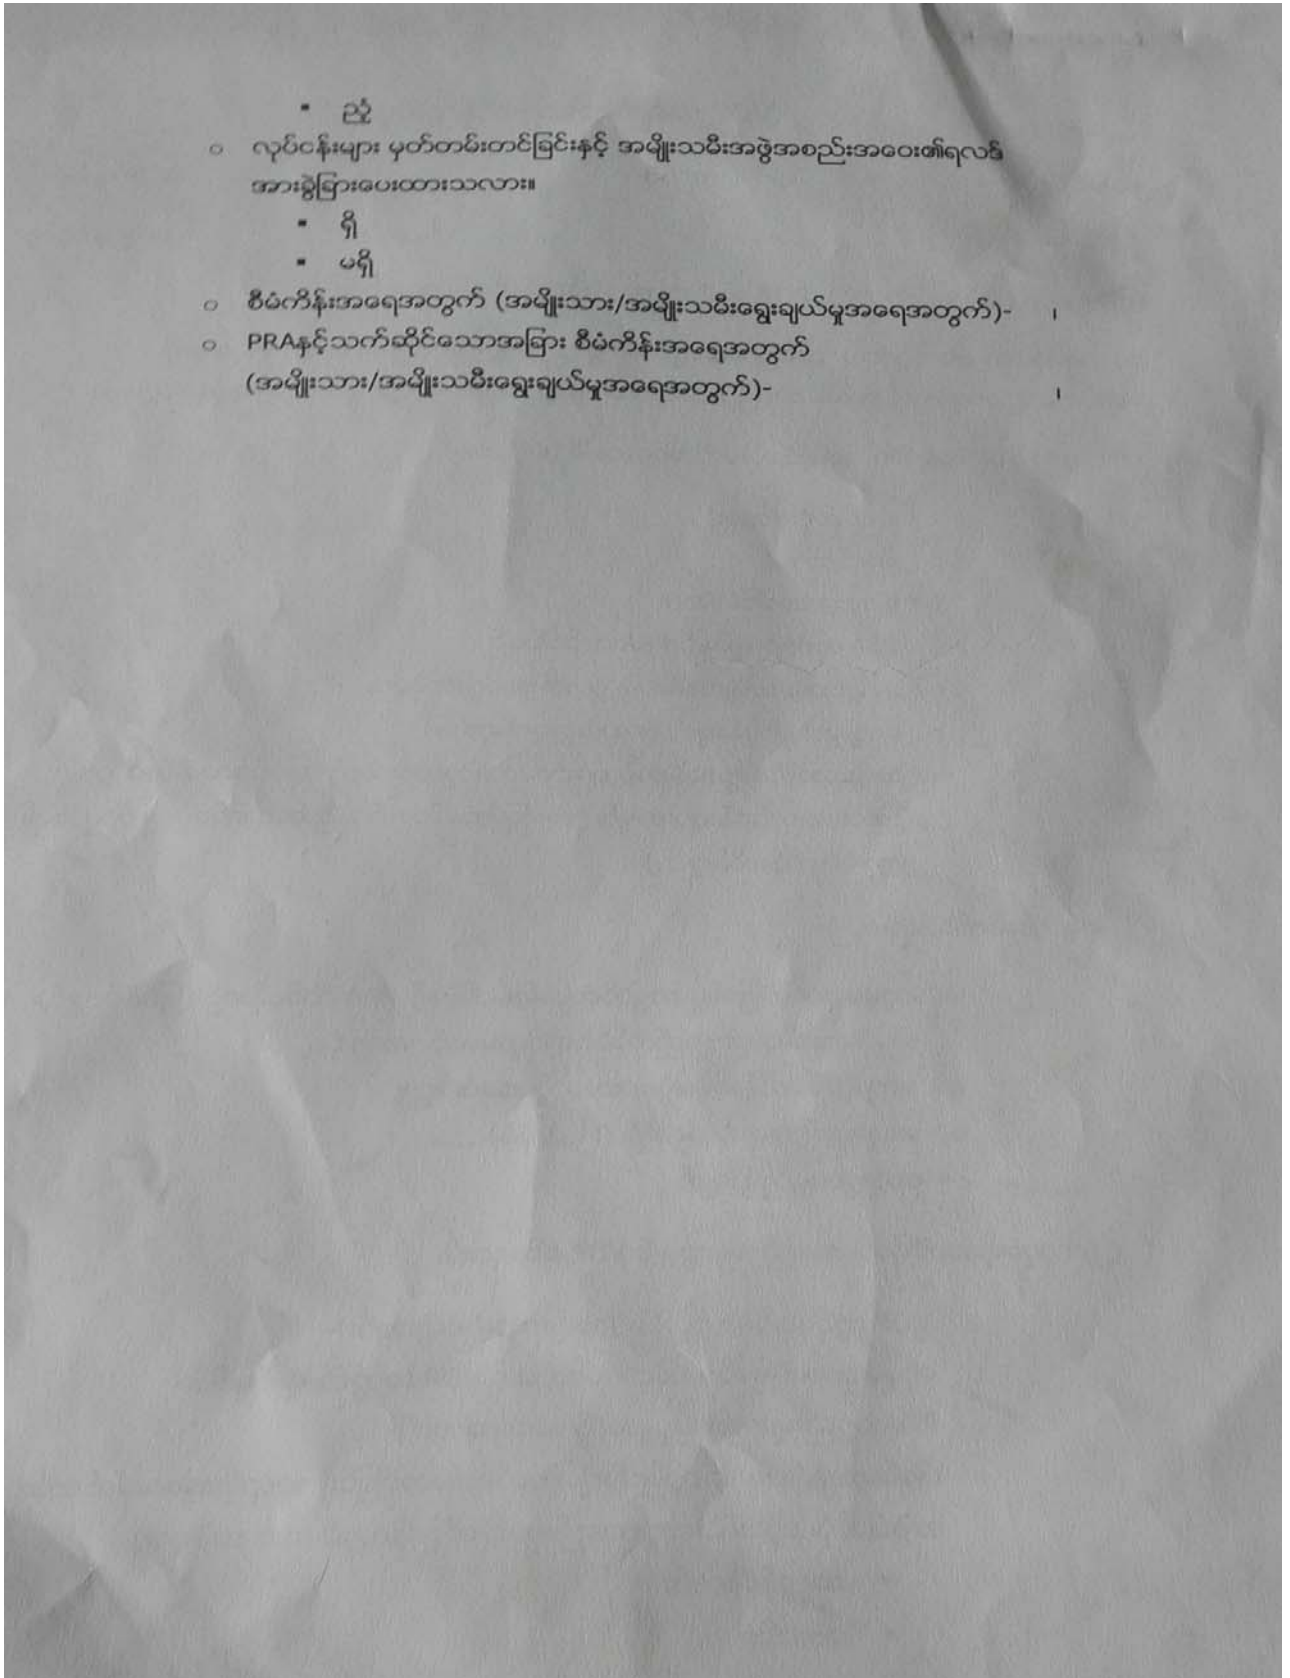 ▪ ညံ့
○ လုပ်ငန်းများ မှတ်တမ်းတင်ခြင်းနှင့် အမျိုးသမီးအဖွဲ့အစည်းအဝေး၏ရလဒ်
အားခွဲခြားပေးထားသလား။
▪ ရှိ
▪ မရှိ
○ စီမံကိန်းအရေအတွက် (အမျိုးသား/အမျိုးသမီးရွေးချယ်မှုအရေအတွက်)- ၊
○ PRAနှင့်သက်ဆိုင်သောအခြား စီမံကိန်းအရေအတွက်
(အမျိုးသား/အမျိုးသမီးရွေးချယ်မှုအရေအတွက်)- ၊